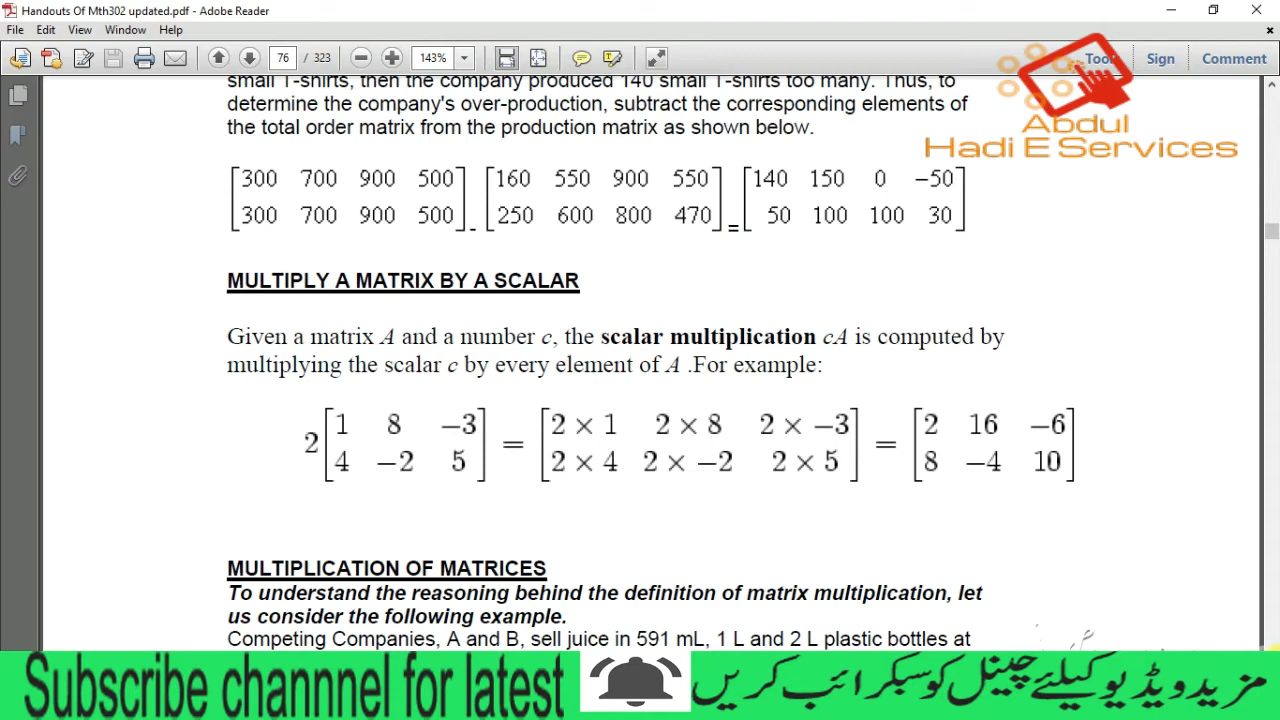 Handouts Of Mth302 updated.pdf - Adobe Reader
File Edit View Window Help
76 / 323 143% Sign Comment
Abdul
Hadi E Services
small T-shirts, then the company produced 140 small T-shirts too many. Thus, to
determine the company's over-production, subtract the corresponding elements of
the total order matrix from the production matrix as shown below.
[300 700 900 500] [160 550 900 550] [140 150 0 −50]
[300 700 900 500] - [250 600 800 470] = [50 100 100 30]
MULTIPLY A MATRIX BY A SCALAR
Given a matrix A and a number c, the scalar multiplication cA is computed by
multiplying the scalar c by every element of A .For example:
2 [1 8 −3] = [2 × 1 2 × 8 2 × −3] = [2 16 −6]
[4 −2 5] [2 × 4 2 × −2 2 × 5] [8 −4 10]
MULTIPLICATION OF MATRICES
To understand the reasoning behind the definition of matrix multiplication, let
us consider the following example.
Competing Companies, A and B, sell juice in 591 mL, 1 L and 2 L plastic bottles at
Subscribe channnel for latest
مزید ویڈیو کیلئے چینل کو سبکرائب کریں